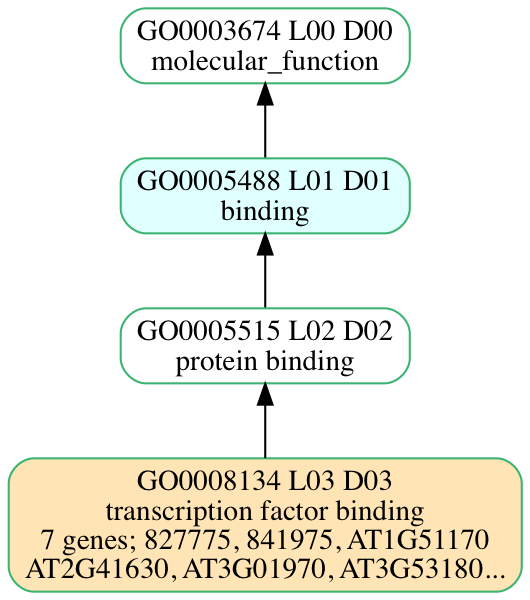 GO0003674 L00 D00
molecular_function
GO0005488 L01 D01
binding
GO0005515 L02 D02
protein binding
GO0008134 L03 D03
transcription factor binding
7 genes; 827775, 841975, AT1G51170
AT2G41630, AT3G01970, AT3G53180...